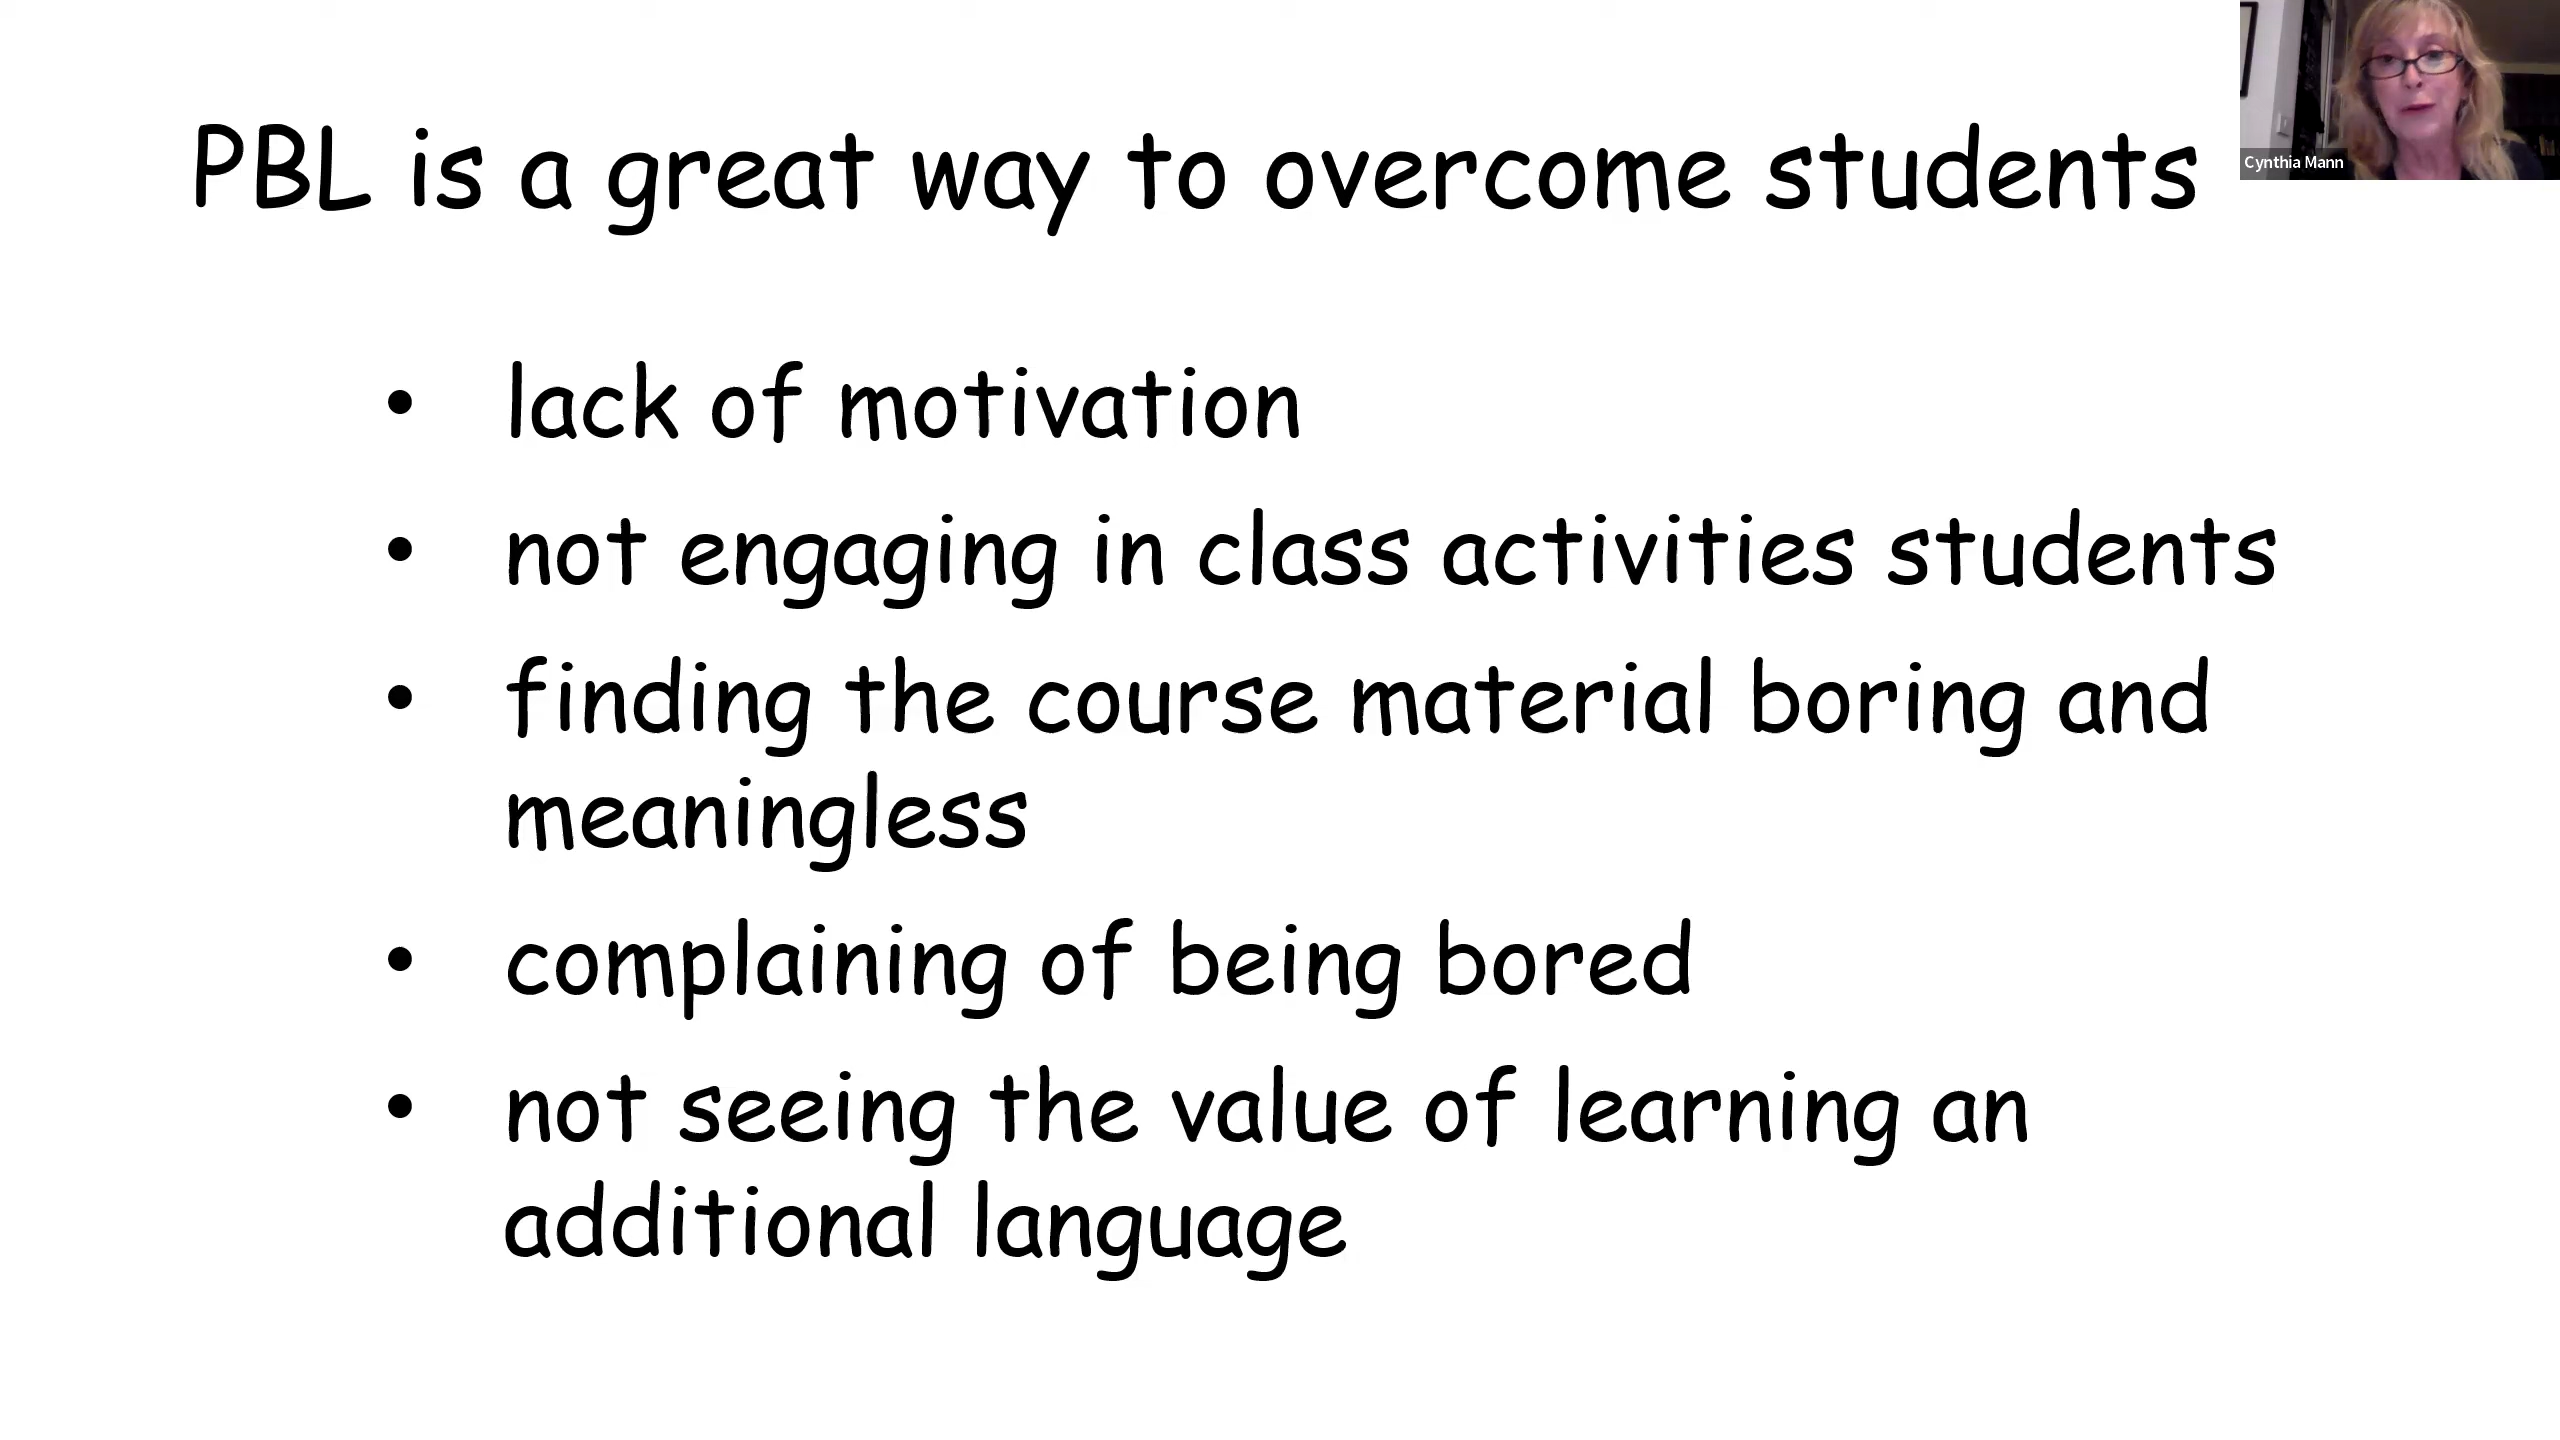 PBL is a great way to overcome students
Cynthia Mann
• lack of motivation
• not engaging in class activities students
• finding the course material boring and
meaningless
• complaining of being bored
• not seeing the value of learning an
additional language